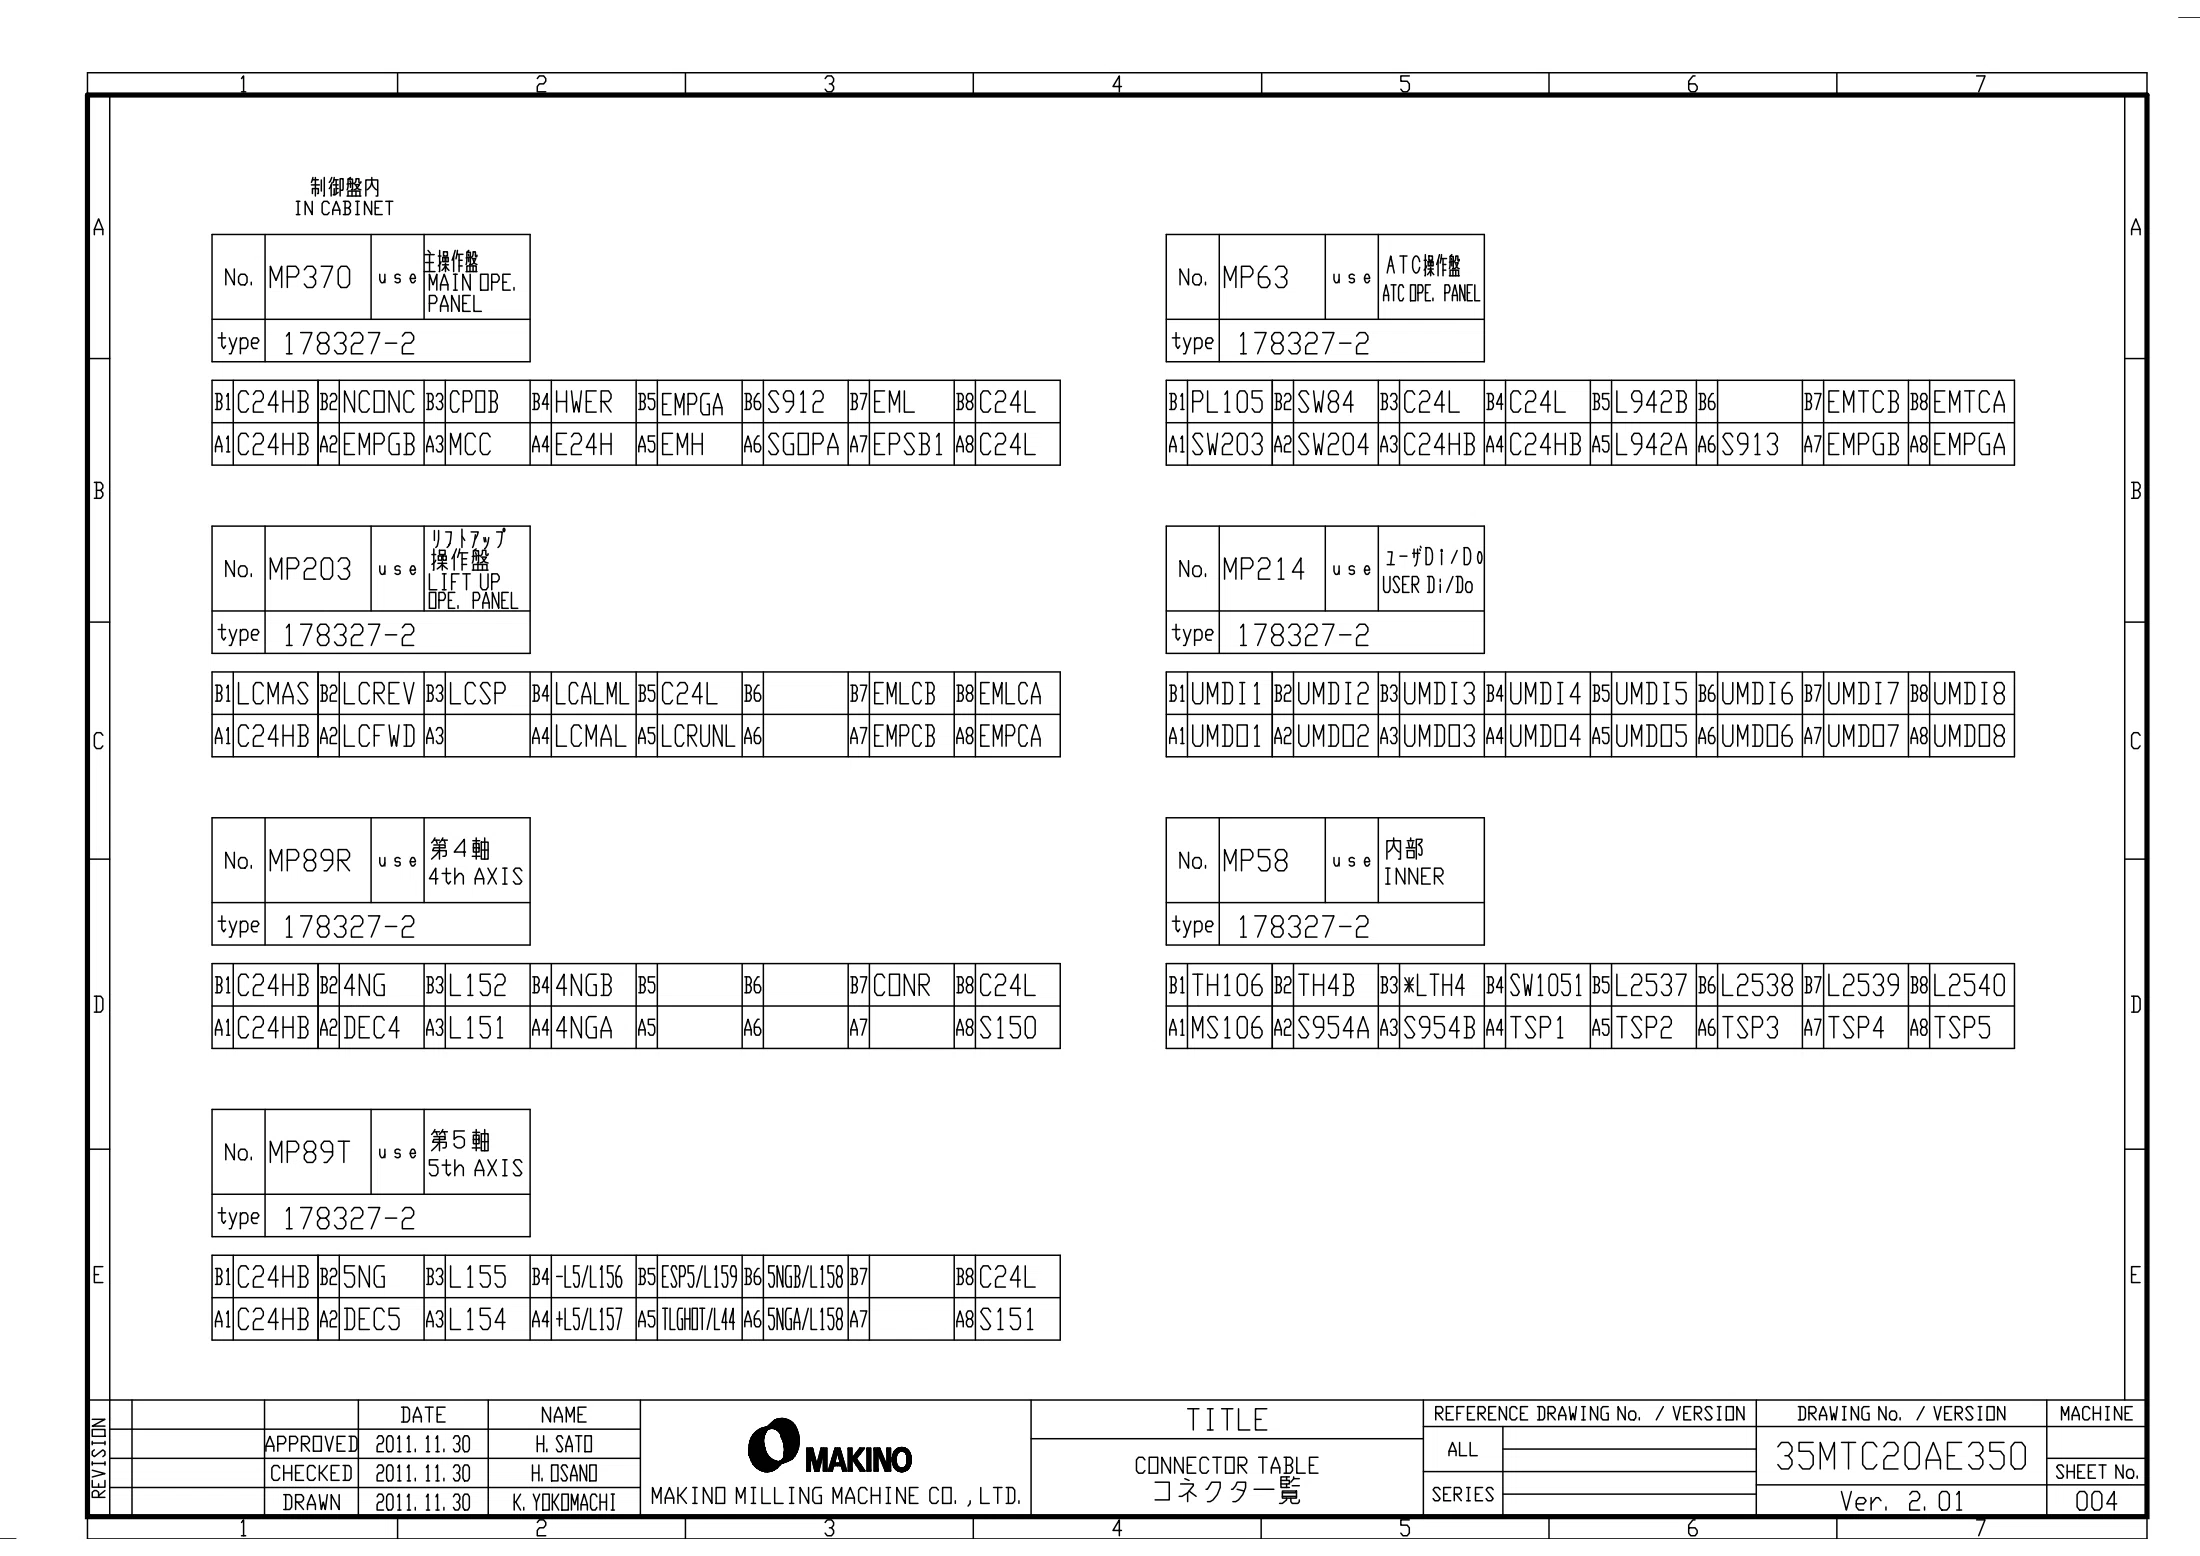 1 2 3 4 5 6 7
制御盤内
IN CABINET
A A
No. MP370 use 主操作盤
MAIN OPE.
PANEL
type 178327-2
B1 C24HB B2 NCONC B3 CPOB B4 HWER B5 EMPGA B6 S912 B7 EML B8 C24L
A1 C24HB A2 EMPGB A3 MCC A4 E24H A5 EMH A6 SGOPA A7 EPSB1 A8 C24L
No. MP63 use ATC操作盤
ATC OPE. PANEL
type 178327-2
B1 PL105 B2 SW84 B3 C24L B4 C24L B5 L942B B6 B7 EMTCB B8 EMTCA
A1 SW203 A2 SW204 A3 C24HB A4 C24HB A5 L942A A6 S913 A7 EMPGB A8 EMPGA
B B
No. MP203 use リフトアップ
操作盤
LIFT UP
OPE. PANEL
type 178327-2
B1 LCMAS B2 LCREV B3 LCSP B4 LCALML B5 C24L B6 B7 EMLCB B8 EMLCA
A1 C24HB A2 LCFWD A3 A4 LCMAL A5 LCRUNL A6 A7 EMPCB A8 EMPCA
No. MP214 use ユーザDi/Do
USER Di/Do
type 178327-2
B1 UMDI1 B2 UMDI2 B3 UMDI3 B4 UMDI4 B5 UMDI5 B6 UMDI6 B7 UMDI7 B8 UMDI8
A1 UMDO1 A2 UMDO2 A3 UMDO3 A4 UMDO4 A5 UMDO5 A6 UMDO6 A7 UMDO7 A8 UMDO8
C C
No. MP89R use 第4軸
4th AXIS
type 178327-2
B1 C24HB B2 4NG B3 L152 B4 4NGB B5 B6 B7 CONR B8 C24L
A1 C24HB A2 DEC4 A3 L151 A4 4NGA A5 A6 A7 A8 S150
No. MP58 use 内部
INNER
type 178327-2
B1 TH106 B2 TH4B B3 *LTH4 B4 SW1051 B5 L2537 B6 L2538 B7 L2539 B8 L2540
A1 MS106 A2 S954A A3 S954B A4 TSP1 A5 TSP2 A6 TSP3 A7 TSP4 A8 TSP5
D D
No. MP89T use 第5軸
5th AXIS
type 178327-2
B1 C24HB B2 5NG B3 L155 B4 -L5/L156 B5 ESP5/L159 B6 5NGB/L158 B7 B8 C24L
A1 C24HB A2 DEC5 A3 L154 A4 +L5/L157 A5 TLGHOT/L44 A6 5NGA/L158 A7 A8 S151
E E
REVISION
DATE NAME
APPROVED 2011.11.30 H. SATO
CHECKED 2011.11.30 H. OSANO
DRAWN 2011.11.30 K. YOKOMACHI
MAKINO
MAKINO MILLING MACHINE CO., LTD.
TITLE
CONNECTOR TABLE
コネクタ一覧
REFERENCE DRAWING No. / VERSION
ALL
SERIES
DRAWING No. / VERSION
35MTC20AE350
Ver. 2.01
MACHINE
SHEET No.
004
1 2 3 4 5 6 7